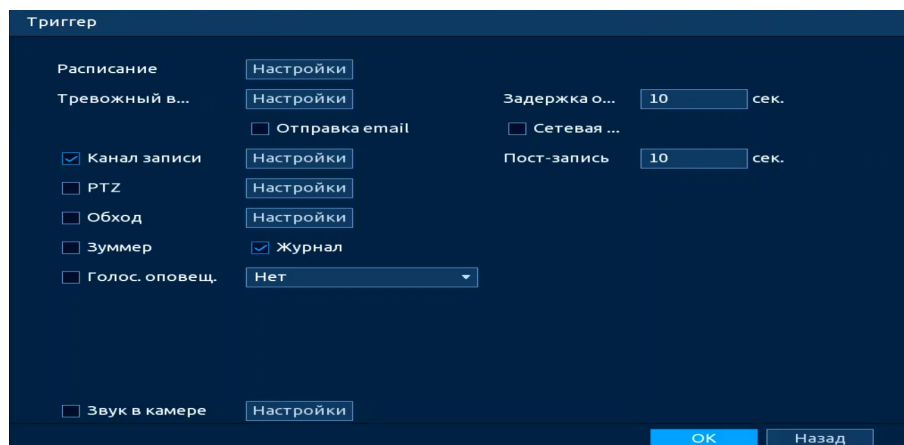 Триггер
Расписание Настройки
Тревожный в... Настройки Задержка о... 10 сек.
Отправка email Сетевая ...
Канал записи Настройки Пост-запись 10 сек.
PTZ Настройки
Обход Настройки
Зуммер Журнал
Голос. оповещ. Нет
Звук в камере Настройки
OK Назад